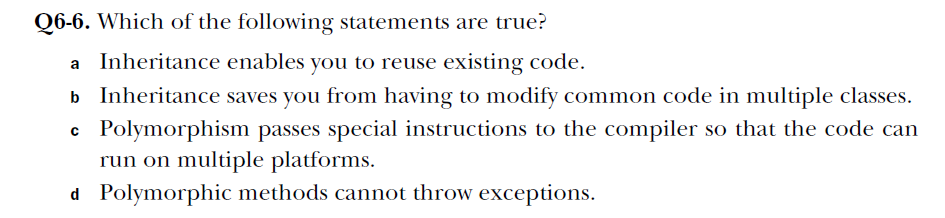 Q6-6. Which of the following statements are true?
a Inheritance enables you to reuse existing code.
b Inheritance saves you from having to modify common code in multiple classes.
c Polymorphism passes special instructions to the compiler so that the code can
run on multiple platforms.
d Polymorphic methods cannot throw exceptions.